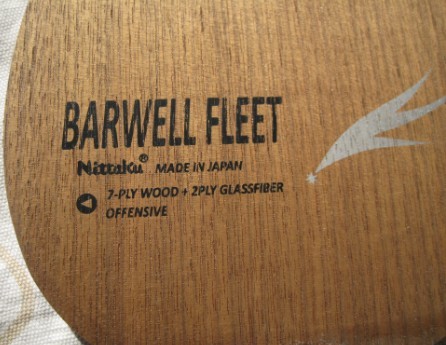 BARWELL FLEET
Nittaku® MADE IN JAPAN
7-PLY WOOD + 2PLY GLASSFIBER
OFFENSIVE